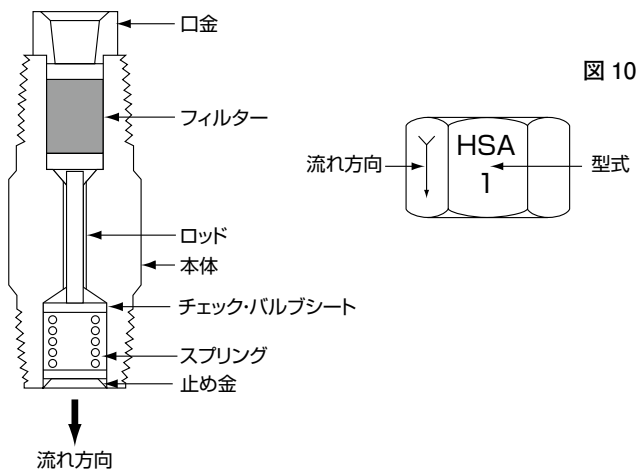 口金
図 10
フィルター
HSA
1
流れ方向
型式
ロッド
本体
チェック・バルブシート
スプリング
止め金
流れ方向